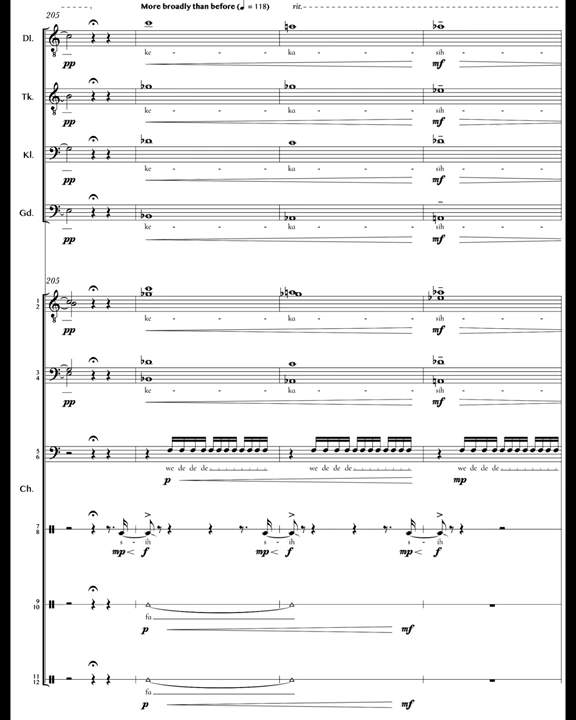 More broadly than before (♩ = 118) rit.
205
Dl.
8
ke - - - ka - - - sih -
pp mf
Tk.
8
ke - - - ka - - - sih -
pp mf
Kl.
ke - - - ka - - - sih -
pp mf
Gd.
ke - - - ka - - - sih -
pp mf
205
1
2
8
ke - - - ka - - - sih -
pp mf
3
4
ke - - - ka - - - sih -
pp mf
5
6
we de de de we de de de we de de de
p mp
Ch.
7
8
s - ih s - ih s - ih
mp f mp f mp f
9
10
fo
p mf
11
12
fo
p mf